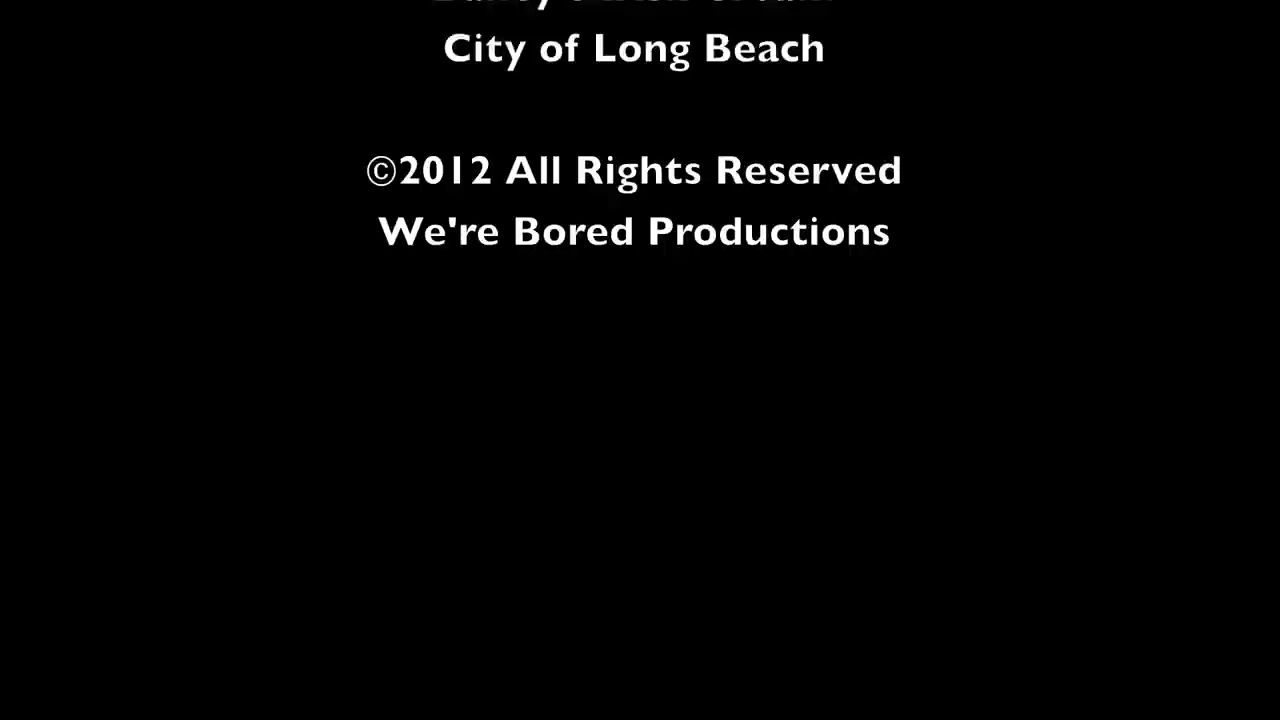 City of Long Beach
©2012 All Rights Reserved
We're Bored Productions